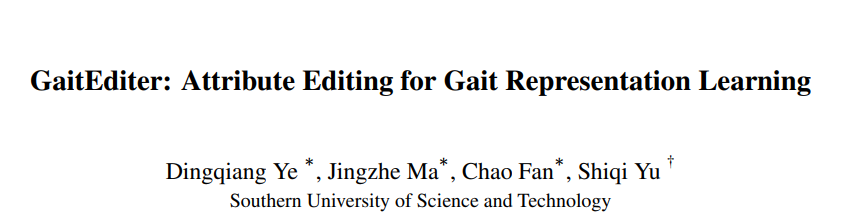 GaitEditer: Attribute Editing for Gait Representation Learning
Dingqiang Ye *, Jingzhe Ma*, Chao Fan*, Shiqi Yu †
Southern University of Science and Technology